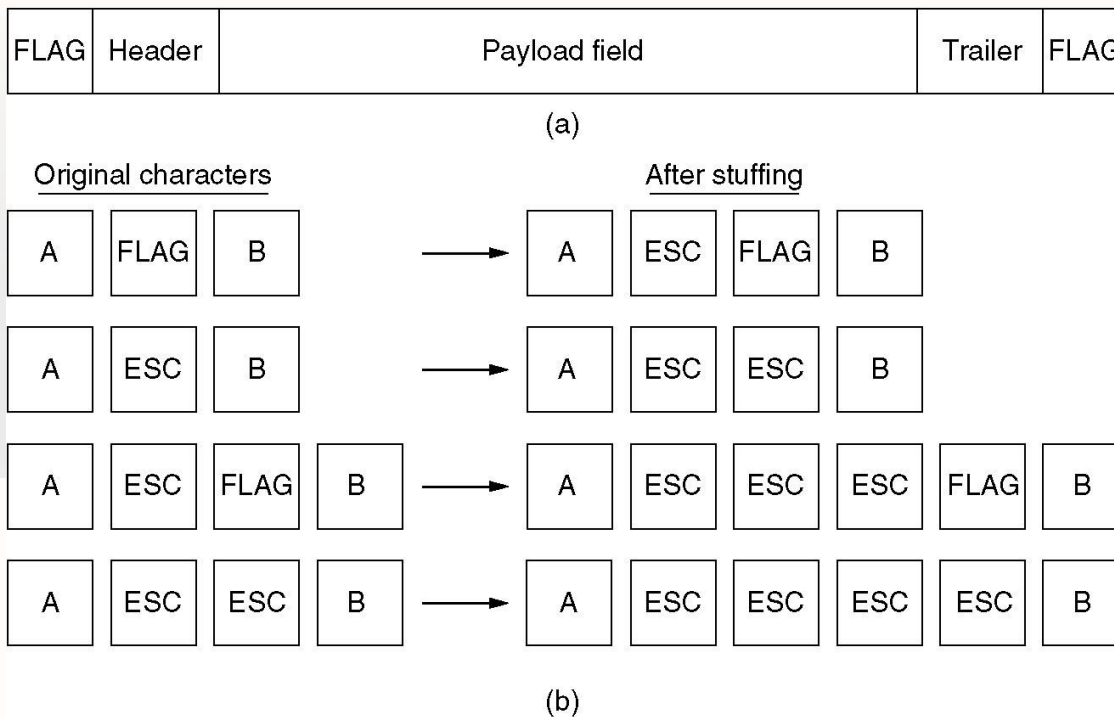 FLAG Header Payload field Trailer FLAG
(a)
Original characters After stuffing
A FLAG B A ESC FLAG B
A ESC B A ESC ESC B
A ESC FLAG B A ESC ESC ESC FLAG B
A ESC ESC B A ESC ESC ESC ESC B
(b)